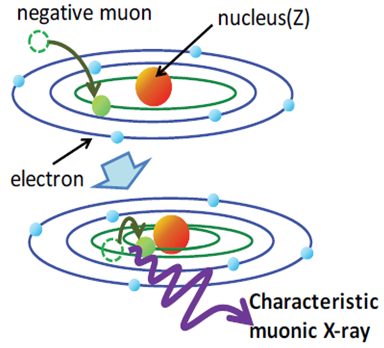 negative muon
nucleus(Z)
electron
Characteristic
muonic X-ray